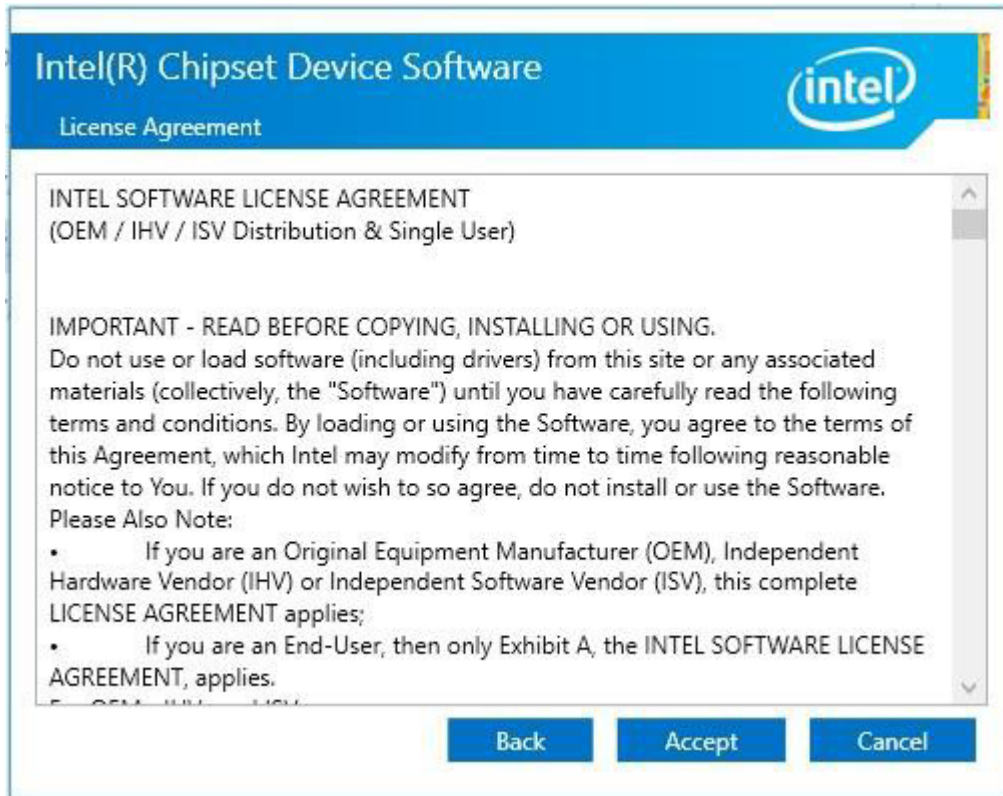 Intel(R) Chipset Device Software
intel
License Agreement
INTEL SOFTWARE LICENSE AGREEMENT
(OEM / IHV / ISV Distribution & Single User)
IMPORTANT - READ BEFORE COPYING, INSTALLING OR USING.
Do not use or load software (including drivers) from this site or any associated
materials (collectively, the "Software") until you have carefully read the following
terms and conditions. By loading or using the Software, you agree to the terms of
this Agreement, which Intel may modify from time to time following reasonable
notice to You. If you do not wish to so agree, do not install or use the Software.
Please Also Note:
• If you are an Original Equipment Manufacturer (OEM), Independent
Hardware Vendor (IHV) or Independent Software Vendor (ISV), this complete
LICENSE AGREEMENT applies;
• If you are an End-User, then only Exhibit A, the INTEL SOFTWARE LICENSE
AGREEMENT, applies.
Back Accept Cancel